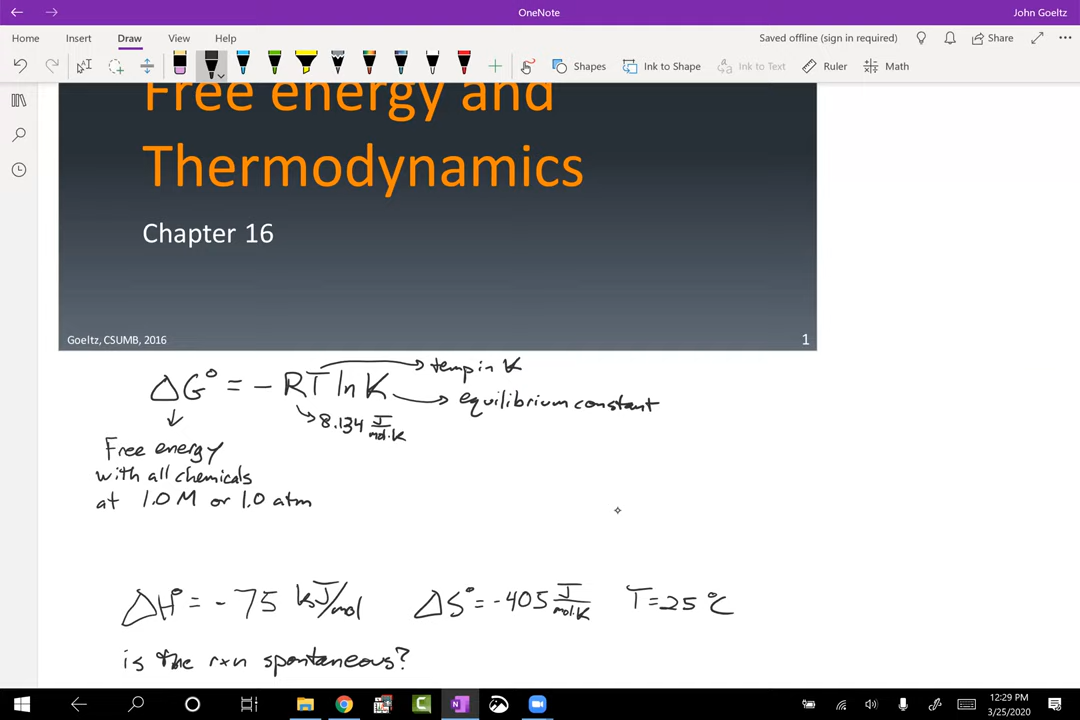 OneNote
John Goeltz
Home Insert Draw View Help
Saved offline (sign in required)
Share
Shapes
Ink to Shape
Ink to Text
Ruler
Math
Free energy and
Thermodynamics
Chapter 16
Goeltz, CSUMB, 2016
1
ΔG° = - RT ln K
temp in K
equilibrium constant
8.134 J/mol·K
Free energy
with all chemicals
at 1.0 M or 1.0 atm
ΔH° = -75 kJ/mol ΔS° = -405 J/mol·K T = 25 °C
is the rxn spontaneous?
12:29 PM
3/25/2020